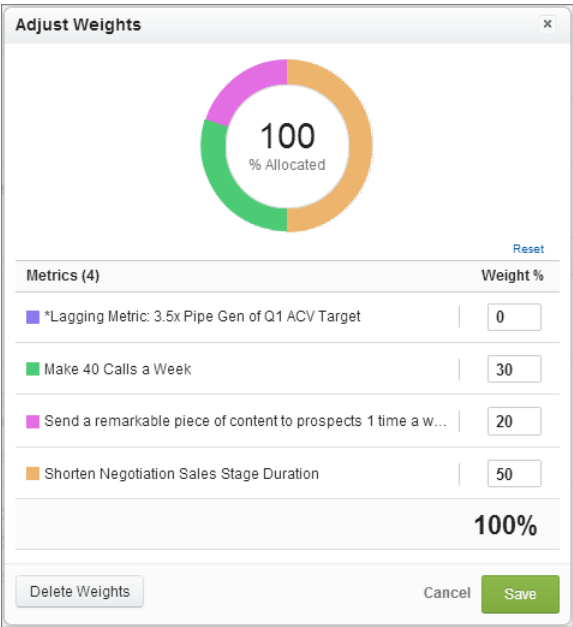 Adjust Weights
×
100
% Allocated
Reset
Metrics (4) Weight %
*Lagging Metric: 3.5x Pipe Gen of Q1 ACV Target 0
Make 40 Calls a Week 30
Send a remarkable piece of content to prospects 1 time a w... 20
Shorten Negotiation Sales Stage Duration 50
100%
Delete Weights Cancel Save